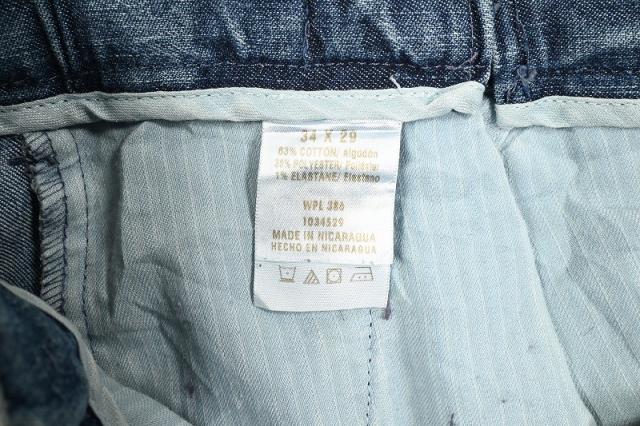 34 X 29
63% COTTON/ Algodón
36% POLYESTER/ Poliéster
1% ELASTANE/ Elastano
WPL 386
1034529
MADE IN NICARAGUA
HECHO EN NICARAGUA